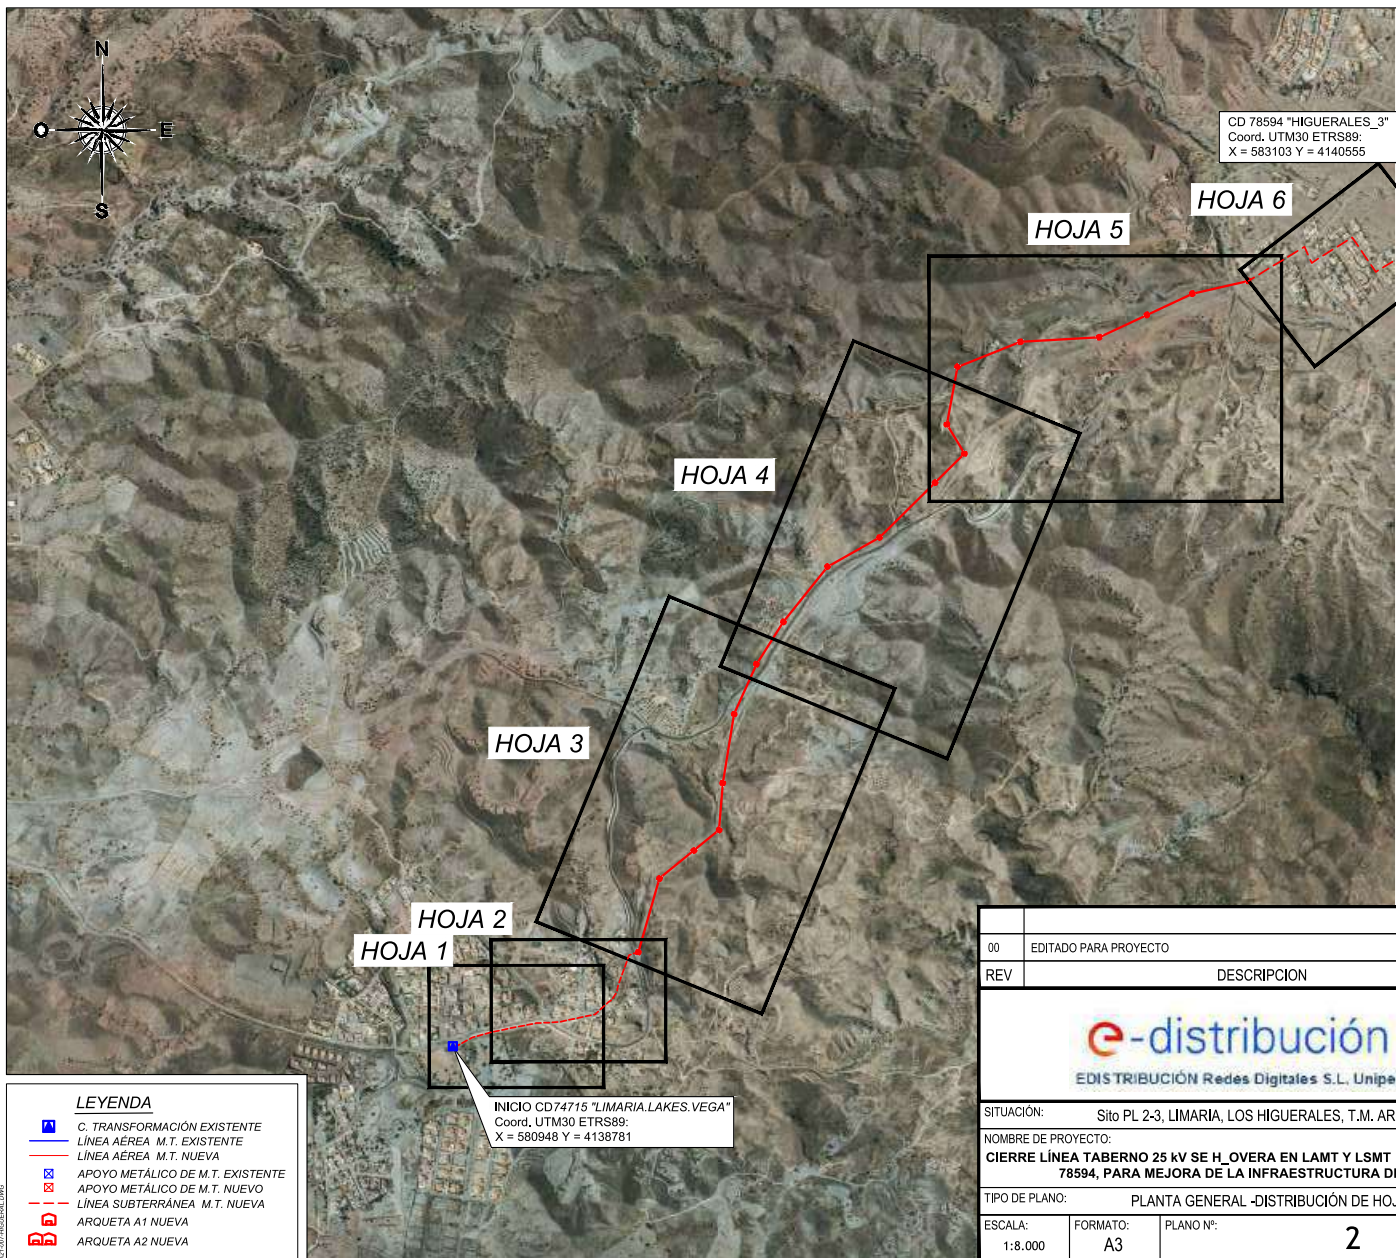 N
O
E
S
CD 78594 "HIGUERALES_3"
Coord. UTM30 ETRS89:
X = 583103 Y = 4140555
HOJA 6
HOJA 5
HOJA 4
HOJA 3
HOJA 2
HOJA 1
INICIO CD74715 "LIMARIA.LAKES.VEGA"
Coord. UTM30 ETRS89:
X = 580948 Y = 4138781
LEYENDA
C. TRANSFORMACIÓN EXISTENTE
LÍNEA AÉREA M.T. EXISTENTE
LÍNEA AÉREA M.T. NUEVA
APOYO METÁLICO DE M.T. EXISTENTE
APOYO METÁLICO DE M.T. NUEVO
LÍNEA SUBTERRÁNEA M.T. NUEVA
ARQUETA A1 NUEVA
ARQUETA A2 NUEVA
00 EDITADO PARA PROYECTO
REV DESCRIPCION
e-distribución
EDISTRIBUCIÓN Redes Digitales S.L. Unipe
SITUACIÓN: Sito PL 2-3, LIMARIA, LOS HIGUERALES, T.M. AR
NOMBRE DE PROYECTO:
CIERRE LÍNEA TABERNO 25 kV SE H_OVERA EN LAMT Y LSMT
78594, PARA MEJORA DE LA INFRAESTRUCTURA DE
TIPO DE PLANO: PLANTA GENERAL -DISTRIBUCIÓN DE HOJ
ESCALA: FORMATO: PLANO Nº:
1:8.000 A3 2